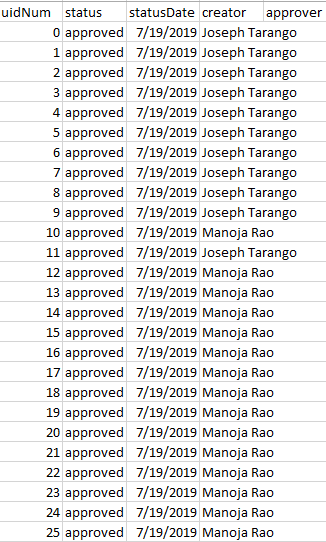 uidNum status statusDate creator approver
0 approved 7/19/2019 Joseph Tarango
1 approved 7/19/2019 Joseph Tarango
2 approved 7/19/2019 Joseph Tarango
3 approved 7/19/2019 Joseph Tarango
4 approved 7/19/2019 Joseph Tarango
5 approved 7/19/2019 Joseph Tarango
6 approved 7/19/2019 Joseph Tarango
7 approved 7/19/2019 Joseph Tarango
8 approved 7/19/2019 Joseph Tarango
9 approved 7/19/2019 Joseph Tarango
10 approved 7/19/2019 Manoja Rao
11 approved 7/19/2019 Joseph Tarango
12 approved 7/19/2019 Manoja Rao
13 approved 7/19/2019 Manoja Rao
14 approved 7/19/2019 Manoja Rao
15 approved 7/19/2019 Manoja Rao
16 approved 7/19/2019 Manoja Rao
17 approved 7/19/2019 Manoja Rao
18 approved 7/19/2019 Manoja Rao
19 approved 7/19/2019 Manoja Rao
20 approved 7/19/2019 Manoja Rao
21 approved 7/19/2019 Manoja Rao
22 approved 7/19/2019 Manoja Rao
23 approved 7/19/2019 Manoja Rao
24 approved 7/19/2019 Manoja Rao
25 approved 7/19/2019 Manoja Rao